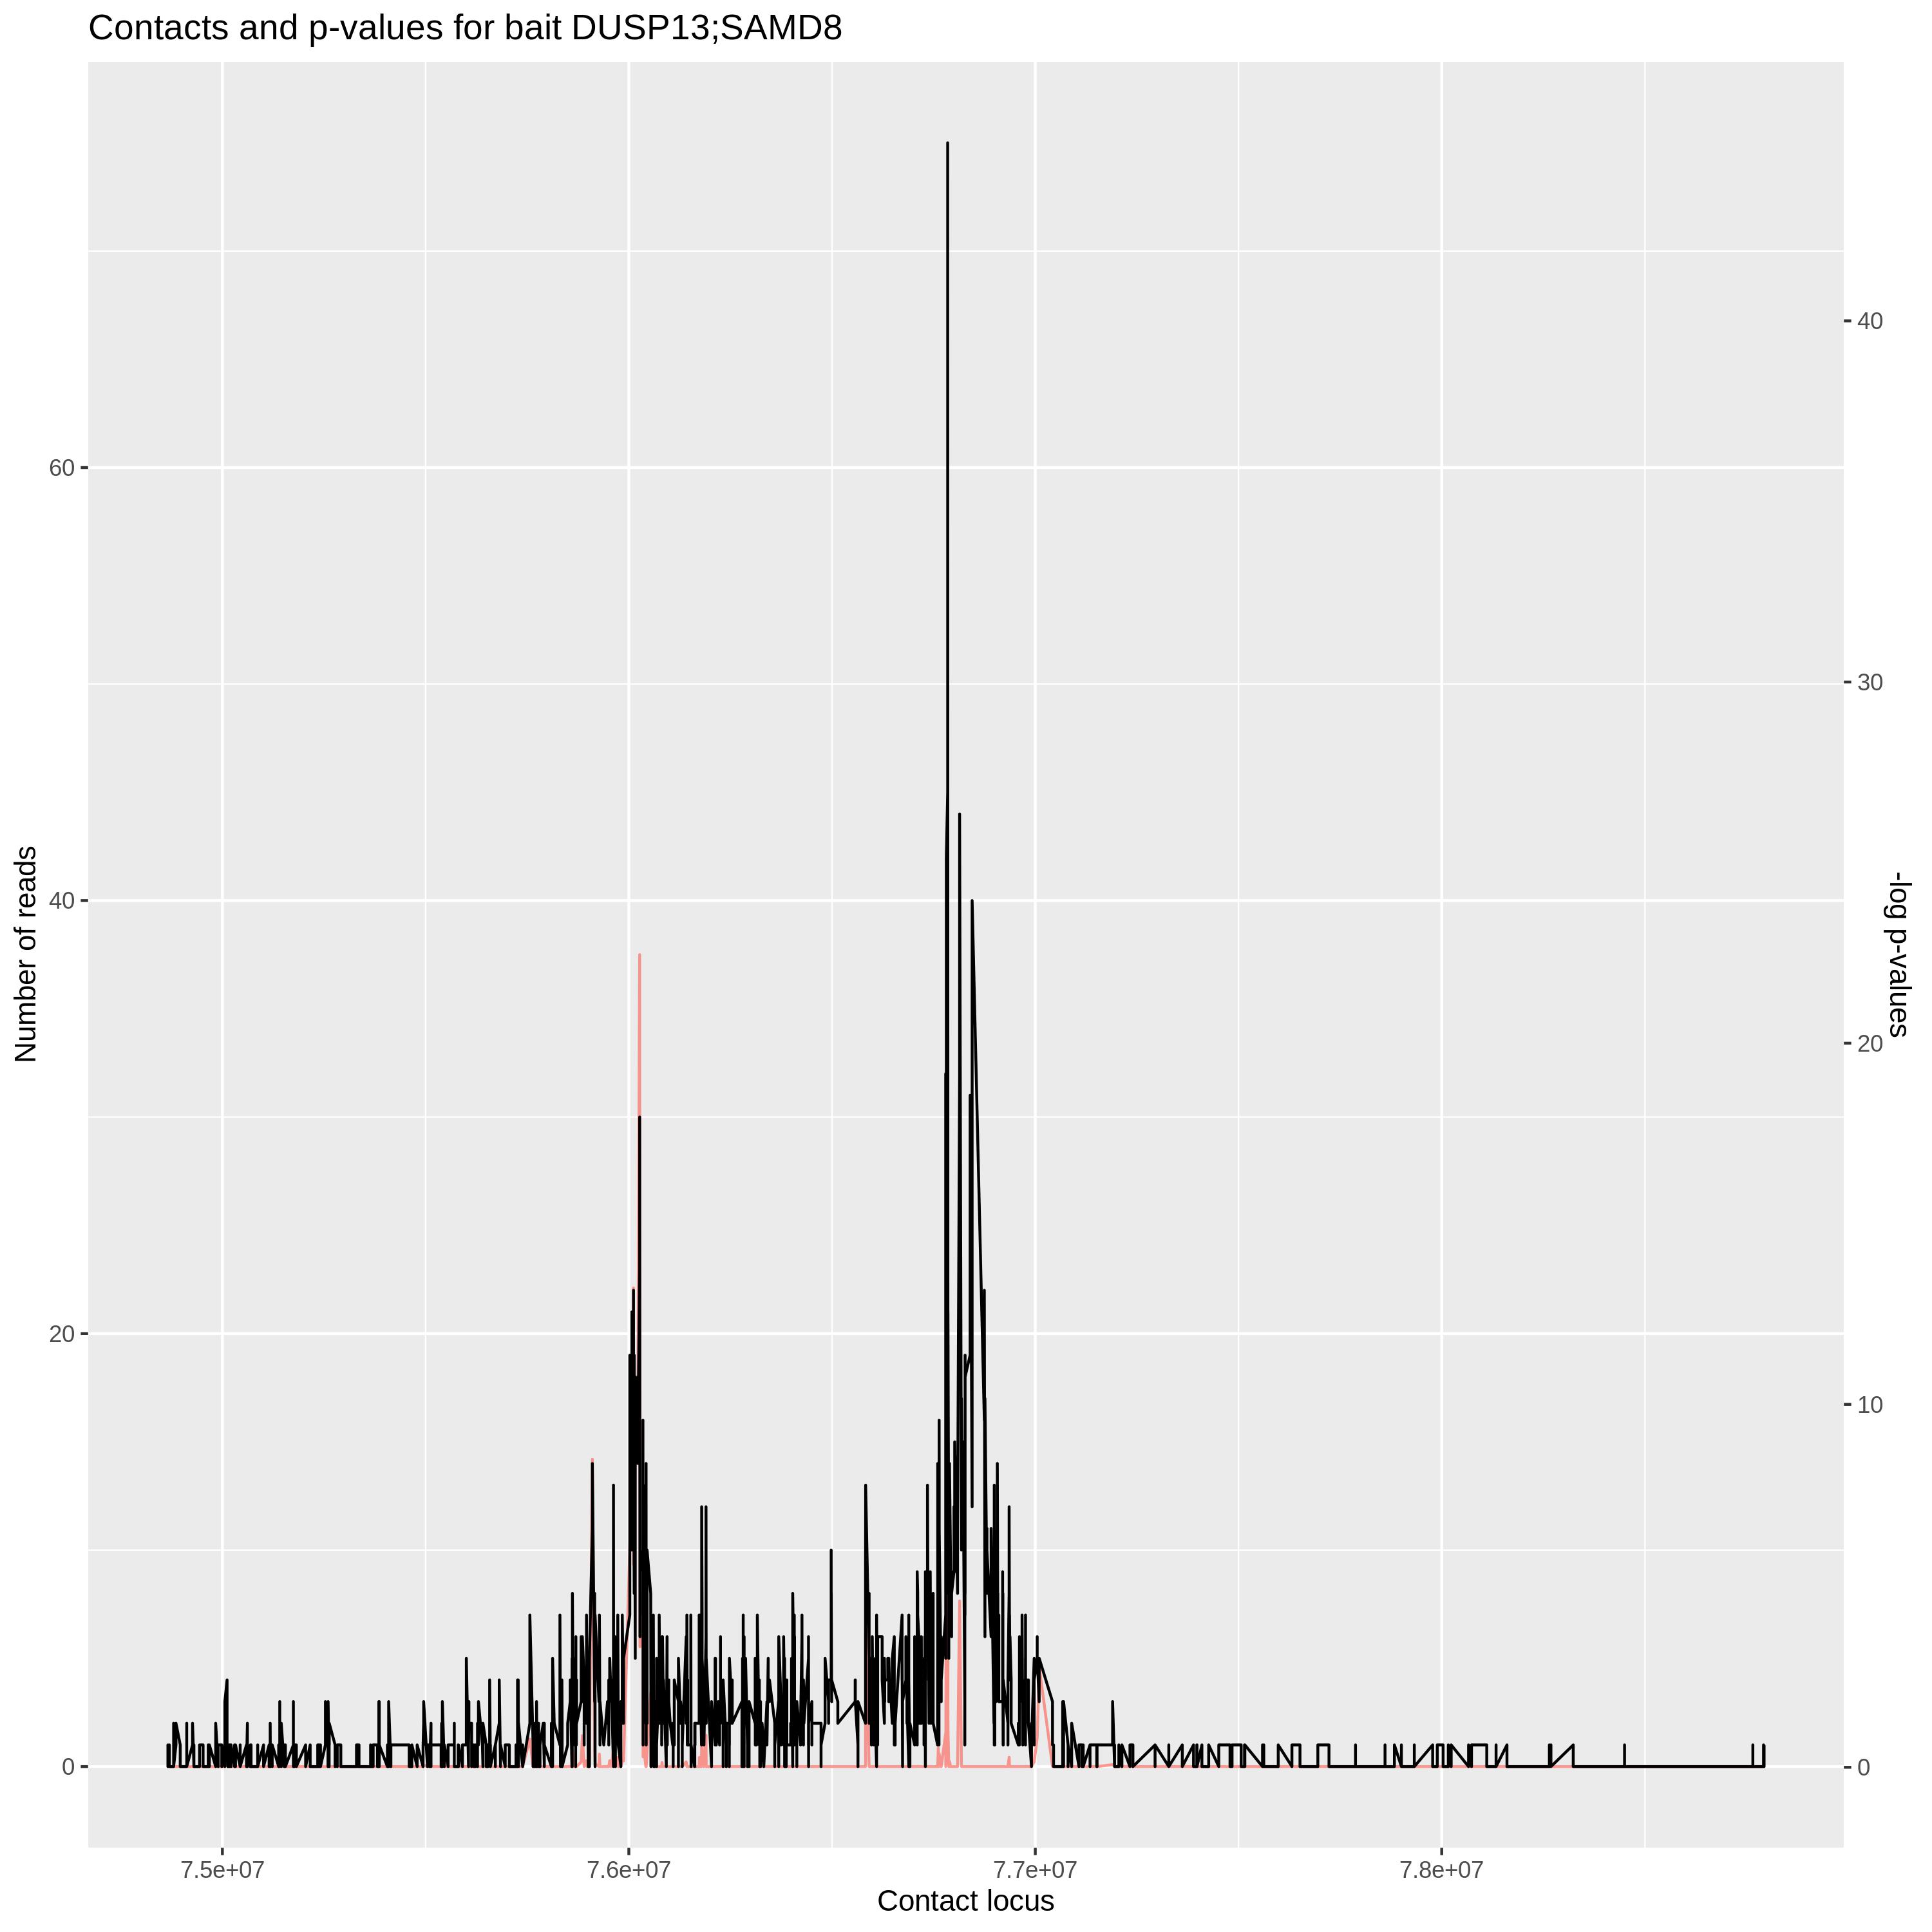 Contacts and p-values for bait DUSP13;SAMD8
Number of reads
60
40
20
0
40
30
20
10
0
-log p-values
7.5e+07
7.6e+07
7.7e+07
7.8e+07
Contact locus